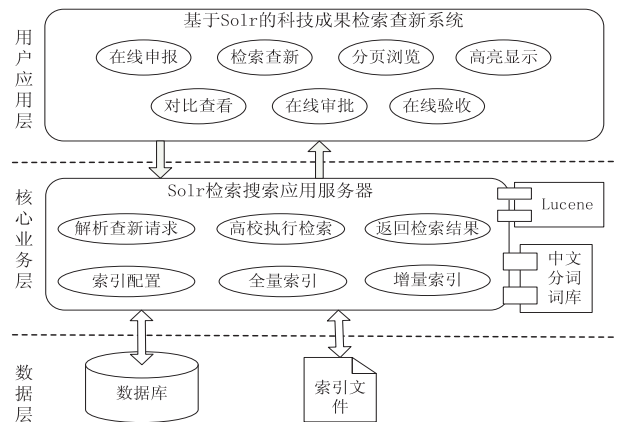 基于Solr的科技成果检索查新系统
用户应用层
在线申报
检索查新
分页浏览
高亮显示
对比查看
在线审批
在线验收
核心业务层
Solr检索搜索应用服务器
解析查新请求
高校执行检索
返回检索结果
索引配置
全量索引
增量索引
Lucene
中文
分词
词库
数据层
数据库
索引文
件